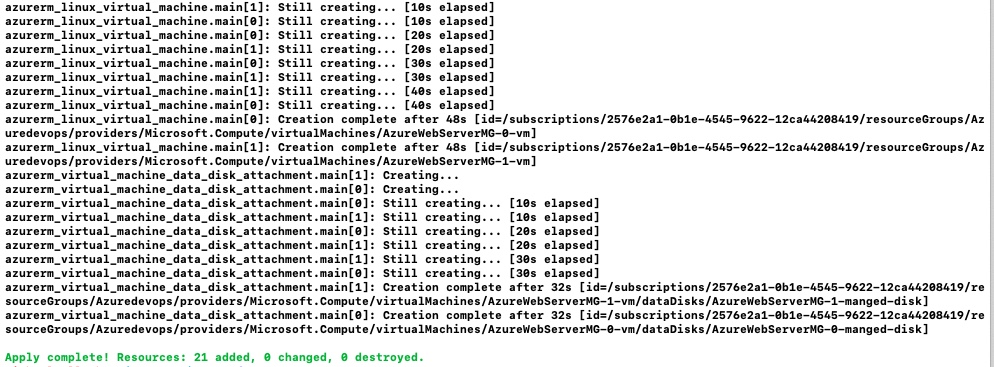 azurerm_linux_virtual_machine.main[1]: Still creating... [10s elapsed]
azurerm_linux_virtual_machine.main[0]: Still creating... [10s elapsed]
azurerm_linux_virtual_machine.main[0]: Still creating... [20s elapsed]
azurerm_linux_virtual_machine.main[1]: Still creating... [20s elapsed]
azurerm_linux_virtual_machine.main[0]: Still creating... [30s elapsed]
azurerm_linux_virtual_machine.main[1]: Still creating... [30s elapsed]
azurerm_linux_virtual_machine.main[1]: Still creating... [40s elapsed]
azurerm_linux_virtual_machine.main[0]: Still creating... [40s elapsed]
azurerm_linux_virtual_machine.main[0]: Creation complete after 48s [id=/subscriptions/2576e2a1-0b1e-4545-9622-12ca44208419/resourceGroups/Az
uredevops/providers/Microsoft.Compute/virtualMachines/AzureWebServerMG-0-vm]
azurerm_linux_virtual_machine.main[1]: Creation complete after 48s [id=/subscriptions/2576e2a1-0b1e-4545-9622-12ca44208419/resourceGroups/Az
uredevops/providers/Microsoft.Compute/virtualMachines/AzureWebServerMG-1-vm]
azurerm_virtual_machine_data_disk_attachment.main[1]: Creating...
azurerm_virtual_machine_data_disk_attachment.main[0]: Creating...
azurerm_virtual_machine_data_disk_attachment.main[0]: Still creating... [10s elapsed]
azurerm_virtual_machine_data_disk_attachment.main[1]: Still creating... [10s elapsed]
azurerm_virtual_machine_data_disk_attachment.main[0]: Still creating... [20s elapsed]
azurerm_virtual_machine_data_disk_attachment.main[1]: Still creating... [20s elapsed]
azurerm_virtual_machine_data_disk_attachment.main[1]: Still creating... [30s elapsed]
azurerm_virtual_machine_data_disk_attachment.main[0]: Still creating... [30s elapsed]
azurerm_virtual_machine_data_disk_attachment.main[1]: Creation complete after 32s [id=/subscriptions/2576e2a1-0b1e-4545-9622-12ca44208419/re
sourceGroups/Azuredevops/providers/Microsoft.Compute/virtualMachines/AzureWebServerMG-1-vm/dataDisks/AzureWebServerMG-1-manged-disk]
azurerm_virtual_machine_data_disk_attachment.main[0]: Creation complete after 32s [id=/subscriptions/2576e2a1-0b1e-4545-9622-12ca44208419/re
sourceGroups/Azuredevops/providers/Microsoft.Compute/virtualMachines/AzureWebServerMG-0-vm/dataDisks/AzureWebServerMG-0-manged-disk]
Apply complete! Resources: 21 added, 0 changed, 0 destroyed.